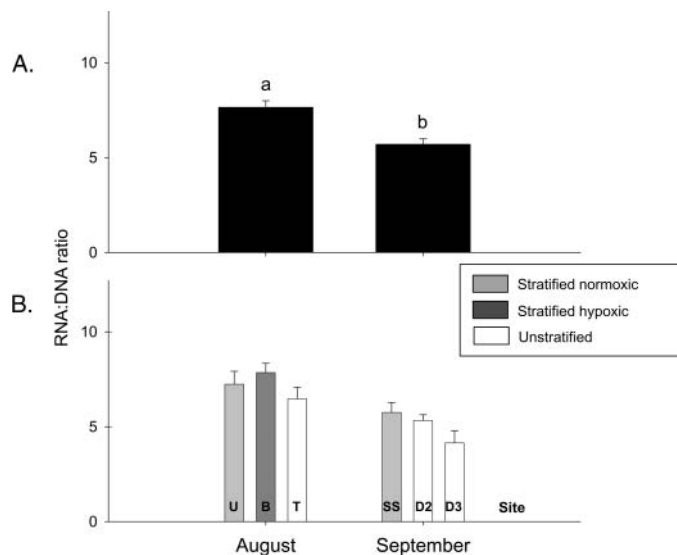 A.
10
5
0
a
b
RNA:DNA ratio
Stratified normoxic
Stratified hypoxic
Unstratified
B.
10
5
0
U B T SS D2 D3 Site
August September